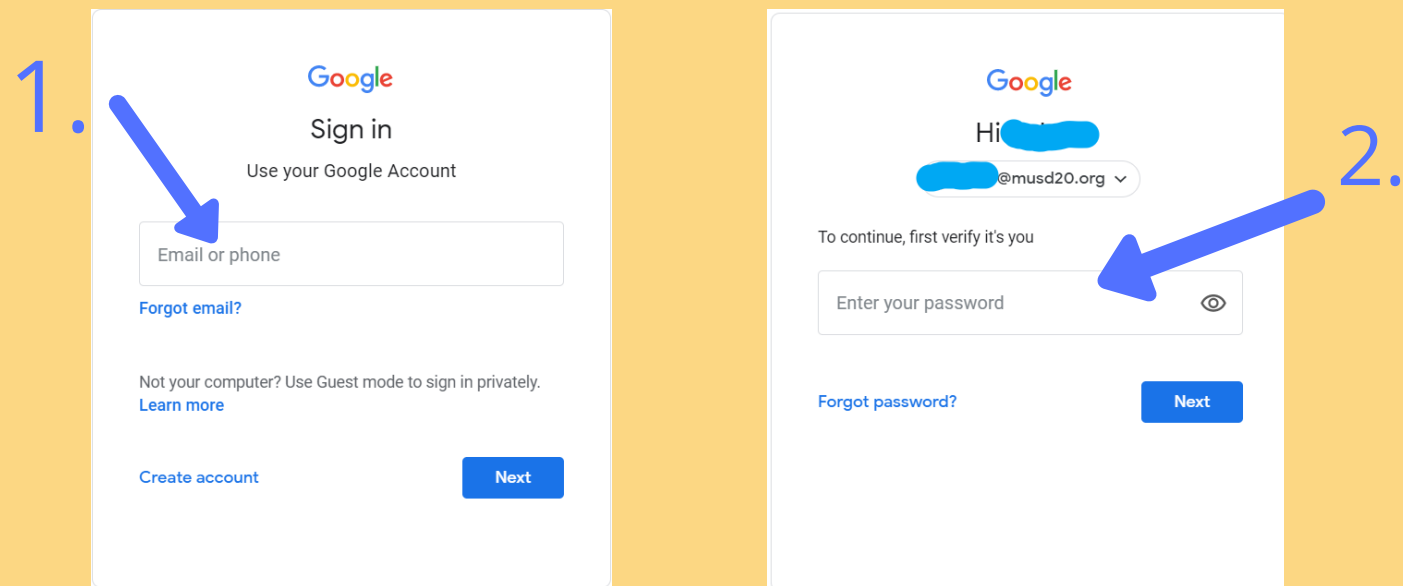 1.
Google
Sign in
Use your Google Account
Email or phone
Forgot email?
Not your computer? Use Guest mode to sign in privately.
Learn more
Create account
Next
2.
Google
Hi
@musd20.org
To continue, first verify it's you
Enter your password
Forgot password?
Next